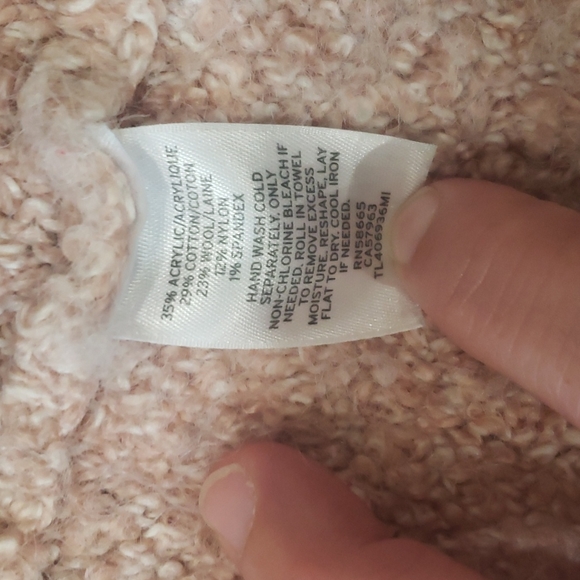 35% ACRYLIC/ACRYLIQUE
29% COTTON/COTON
23% WOOL/LAINE
12% NYLON
1% SPANDEX
HAND WASH COLD
SEPARATELY. ONLY
NON-CHLORINE BLEACH IF
NEEDED. ROLL IN TOWEL
TO REMOVE EXCESS
MOISTURE, RESHAPE, LAY
FLAT TO DRY. COOL IRON
IF NEEDED.
RN58665
CA57963
TL406936MI